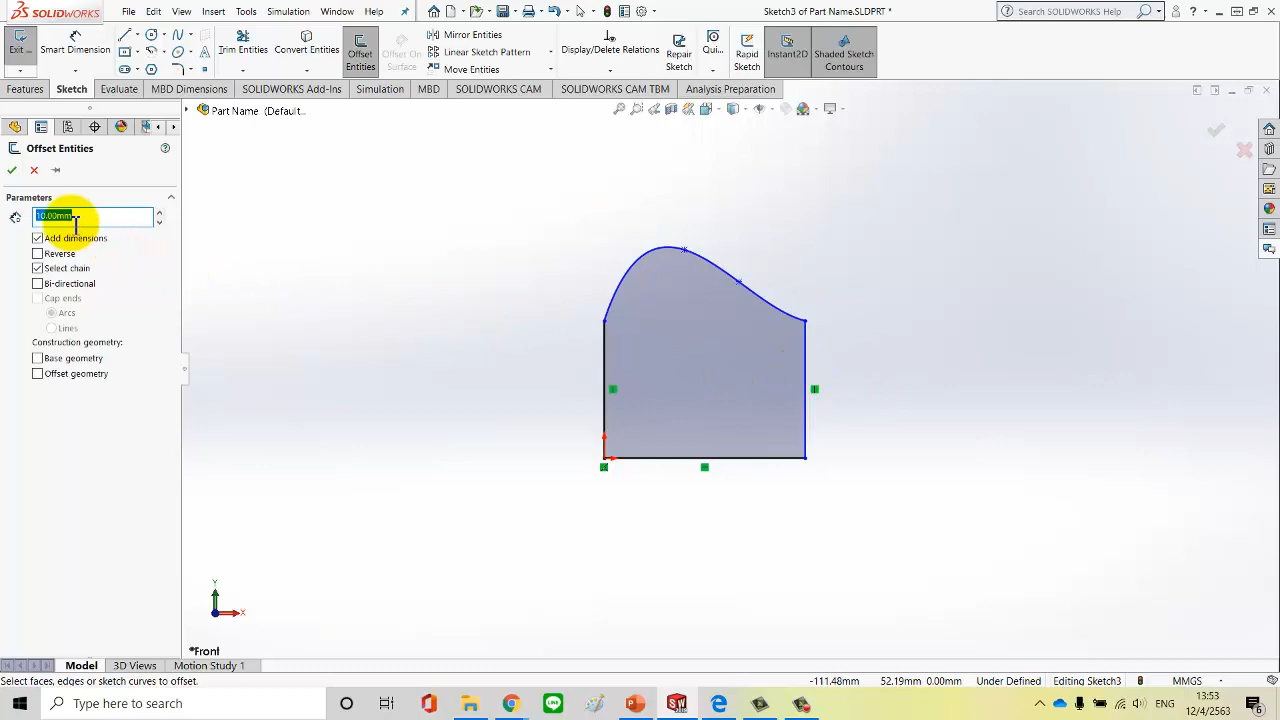 SOLIDWORKS File Edit View Insert Tools Simulation Window Help Sketch3 of Part Name.SLDPRT * Search SOLIDWORKS Help
Exit ... Smart Dimension Trim Entities Convert Entities Offset Entities Offset On Surface Mirror Entities Linear Sketch Pattern Move Entities Display/Delete Relations Repair Sketch Qui... Rapid Sketch Instant2D Shaded Sketch Contours
Features Sketch Evaluate MBD Dimensions SOLIDWORKS Add-Ins Simulation MBD SOLIDWORKS CAM SOLIDWORKS CAM TBM Analysis Preparation
Part Name (Default...
Offset Entities
Parameters
10.00mm
Add dimensions
Reverse
Select chain
Bi-directional
Cap ends
Arcs
Lines
Construction geometry:
Base geometry
Offset geometry
Y
X
*Front
Model 3D Views Motion Study 1
Select faces, edges or sketch curves to offset. -111.48mm 52.19mm 0.00mm Under Defined Editing Sketch3 MMGS
Type here to search
13:53
12/4/2563
6